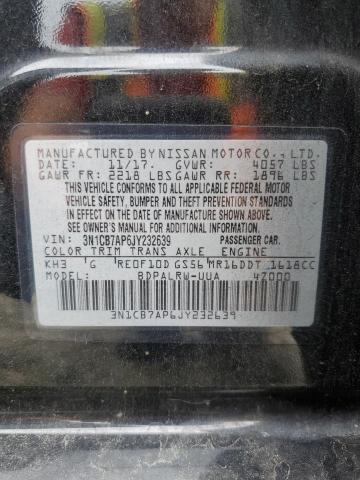 MANUFACTURED BY NISSAN MOTOR CO., LTD.
DATE: 11/17 GVWR: 4057 LBS
GAWR FR: 2218 LBS GAWR RR: 1896 LBS
THIS VEHICLE CONFORMS TO ALL APPLICABLE FEDERAL MOTOR
VEHICLE SAFETY, BUMPER AND THEFT PREVENTION STANDARDS
IN EFFECT ON THE DATE OF MANUFACTURE SHOWN ABOVE.
SEE OWNER'S MANUAL FOR ADDITIONAL INFORMATION.
VIN: 3N1CB7AP6JY232639 PASSENGER CAR.
COLOR TRIM TRANS AXLE ENGINE
KH3 G RE0F10D GS56 MR16DDT 1618CC
MODEL: BDPALRW-UUA 47000
3N1CB7AP6JY232639